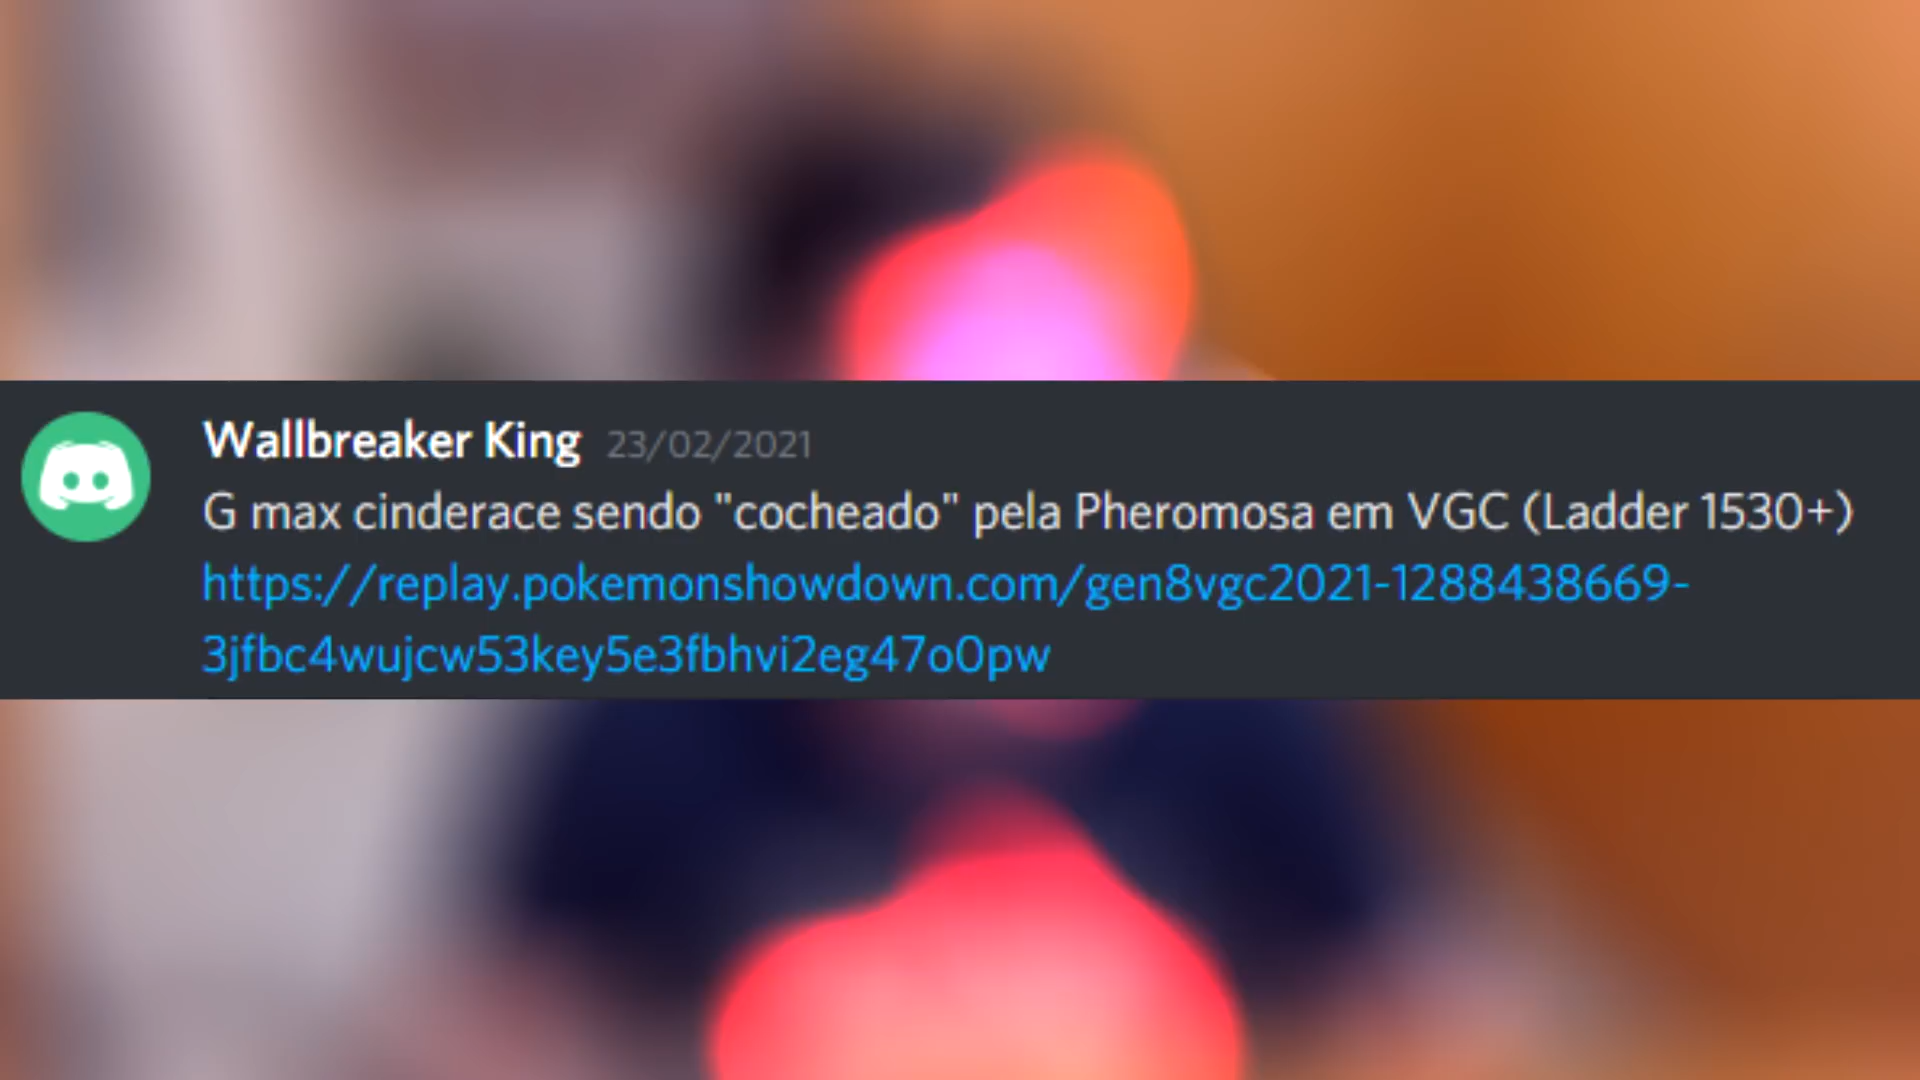 Wallbreaker King 23/02/2021
G max cinderace sendo "cocheado" pela Pheromosa em VGC (Ladder 1530+)
https://replay.pokemonshowdown.com/gen8vgc2021-1288438669-
3jfbc4wujcw53key5e3fbhvi2eg47o0pw